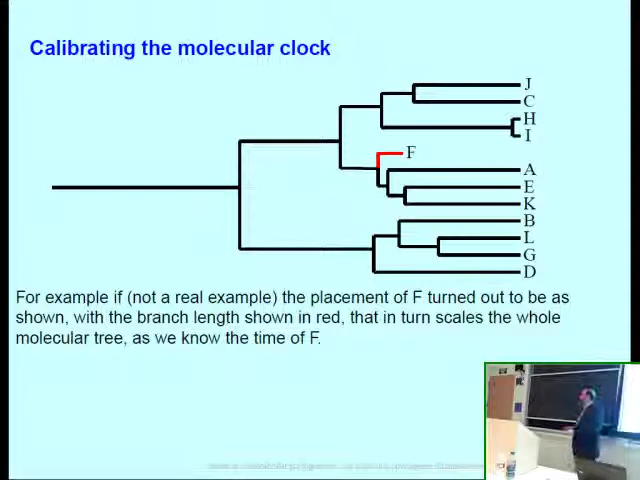 Calibrating the molecular clock
J
C
H
I
F
A
E
K
B
L
G
D
For example if (not a real example) the placement of F turned out to be as
shown, with the branch length shown in red, that in turn scales the whole
molecular tree, as we know the time of F.